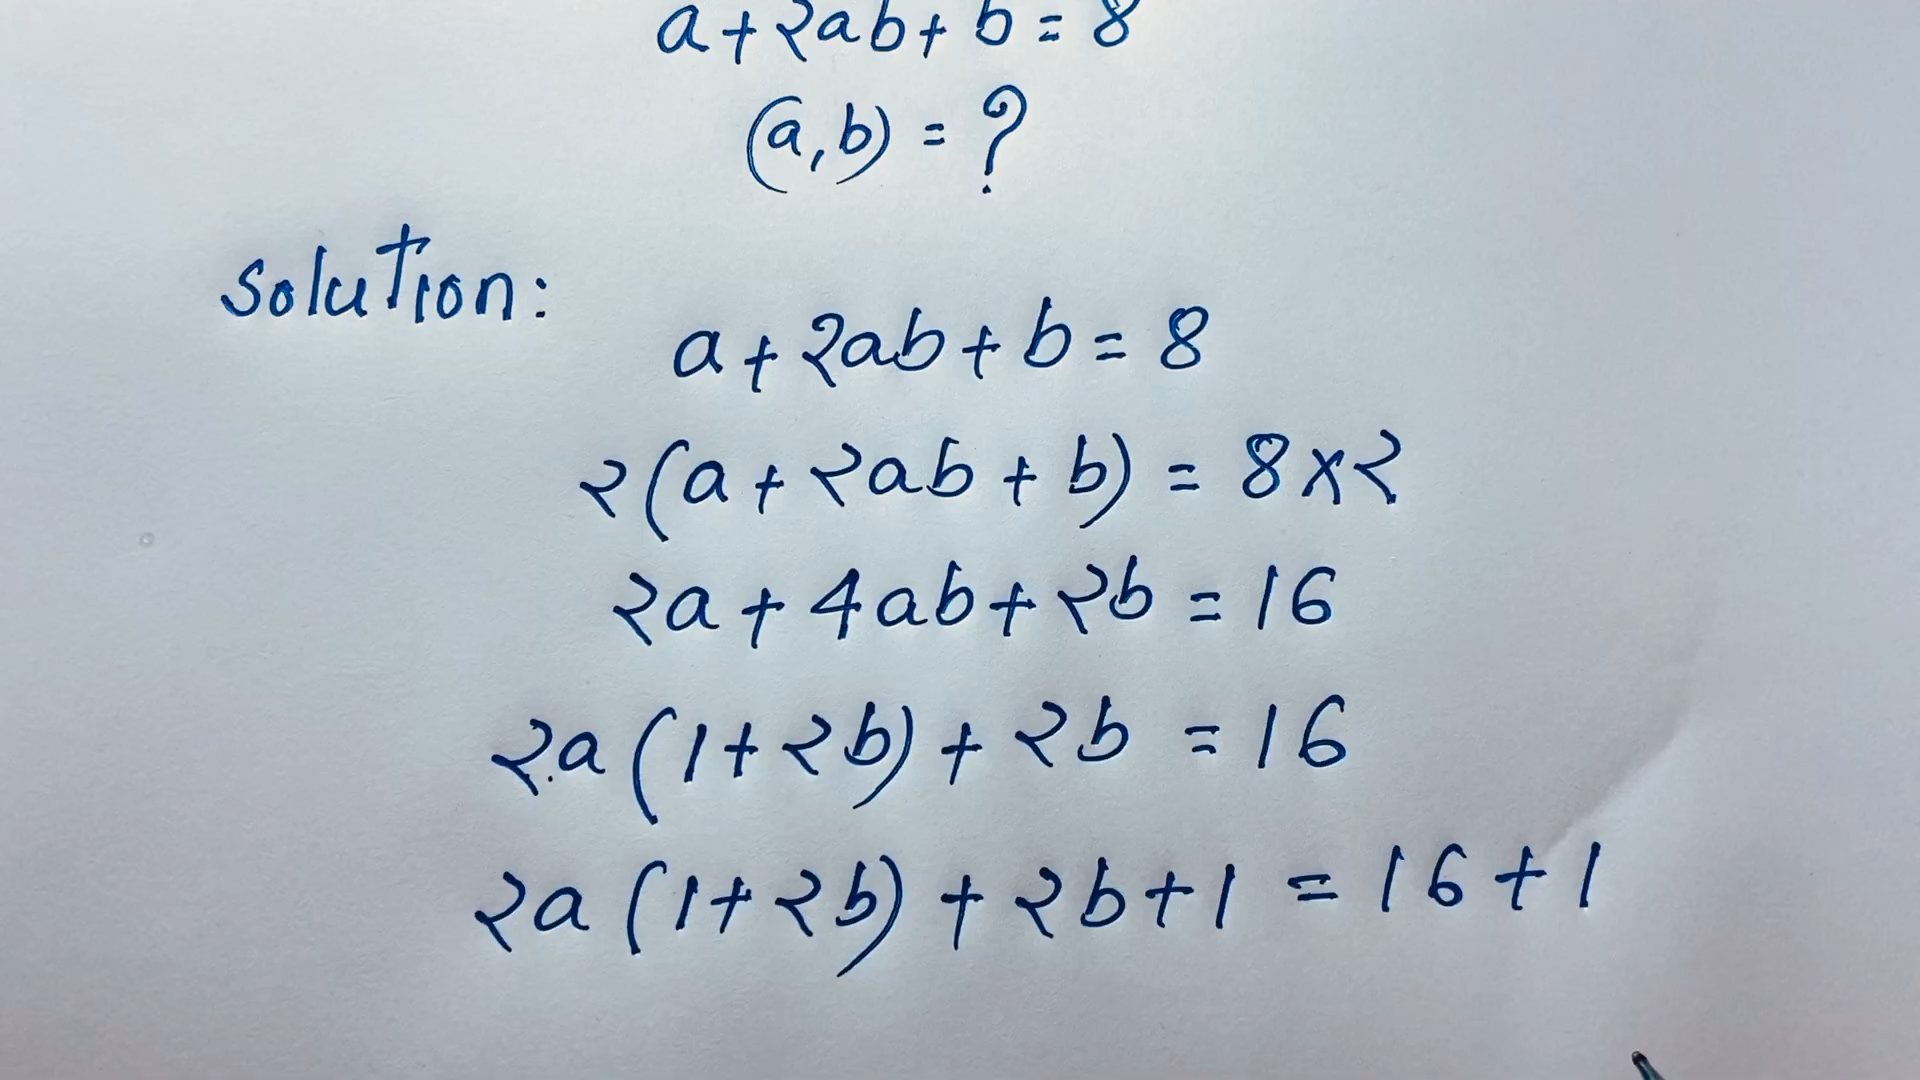 a+2ab+b=8
(a,b)=?
Solution:
a+2ab+b=8
2(a+2ab+b)=8×2
2a+4ab+2b=16
2a(1+2b)+2b=16
2a(1+2b)+2b+1=16+1